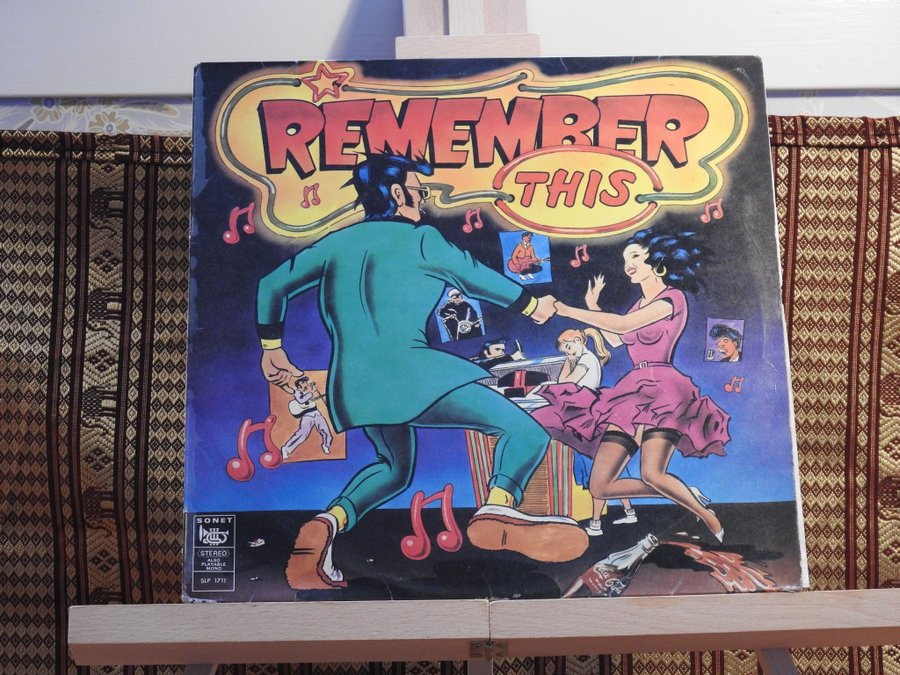 REMEMBER
THIS
SONET
STEREO
ALSO
PLAYABLE
MONO
SLP 1711